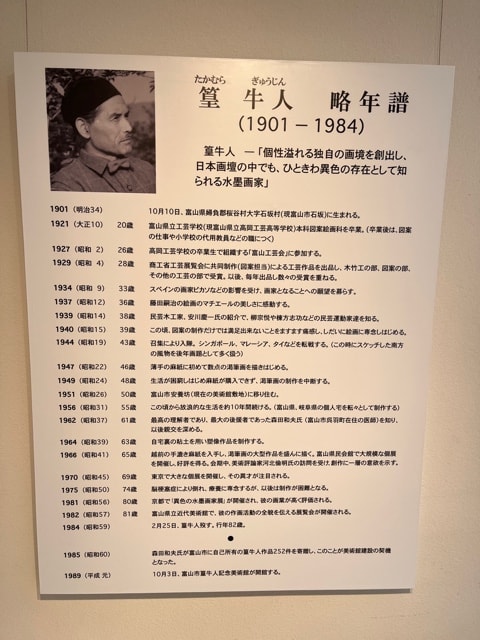 たかむら ぎゅうじん
篁 牛人 略年譜
(1901－1984)
篁牛人 ―「個性溢れる独自の画境を創出し、
日本画壇の中でも、ひときわ異色の存在として知
られる水墨画家」
1901（明治34） 10月10日、富山県婦負郡桜谷村大字石坂村(現富山市石坂)に生まれる。
1921（大正10） 20歳 富山県立工芸学校(現富山県立高岡工芸高等学校)本科図案絵画科を卒業。(卒業後は、図案
の仕事や小学校の代用教員などの職につく)
1927（昭和 2） 26歳 高岡工芸学校の卒業生で組織する「富山工芸会」に参加する。
1929（昭和 4） 28歳 商工省工芸展覧会に共同制作(図案担当)による工芸作品を出品し、木竹工の部、図案の部、
その他の工芸の部で受賞。以後、毎年出品し数々の受賞を重ねる。
1934（昭和 9） 33歳 スペインの画家ピカソなどの影響を受け、画家となることへの願望を募らす。
1937（昭和12） 36歳 藤田嗣治の絵画のマチエールの美しさに感動する。
1939（昭和14） 38歳 民芸木工家、安川慶一氏の紹介で、柳宗悦や棟方志功などの民芸運動家達を知る。
1940（昭和15） 39歳 この頃、図案の制作だけでは満足出来ないことをますます痛感し、しだいに絵画に専念しはじめる。
1944（昭和19） 43歳 召集により入隊。シンガポール、マレーシア、タイなどを転戦する。(この時にスケッチした南方
の風物を後年画題として多く扱う)
1947（昭和22） 46歳 薄手の麻紙に初めて数点の渇筆画を描きはじめる。
1949（昭和24） 48歳 生活が困窮しはじめ麻紙が購入できず、渇筆画の制作を中断する。
1951（昭和26） 50歳 富山市安養坊(現在の美術館敷地)に移り住む。
1956（昭和31） 55歳 この頃から放浪的な生活を約10年間続ける。(富山県、岐阜県の個人宅を転々として制作する)
1962（昭和37） 61歳 最高の理解者であり、最大の後援者であった森田和夫氏(富山市呉羽町在住の医師)を知り、
以後親交を深める。
1964（昭和39） 63歳 自宅裏の粘土を用い塑像作品を制作する。
1966（昭和41） 65歳 越前の手漉き麻紙を入手し、渇筆画の大型作品を盛んに描く。富山県民会館で大規模な個展
を開催し、好評を得る。会期中、美術評論家河北倫明氏の訪問を受け、創作に一層の意欲を示す。
1970（昭和45） 69歳 東京で大きな個展を開催し、その異才が注目される。
1975（昭和50） 74歳 脳梗塞症により倒れ、療養に専念するが、以後は制作が困難となる。
1981（昭和56） 80歳 京都で「異色の水墨画家展」が開催され、彼の画業が高く評価される。
1982（昭和57） 81歳 富山県立近代美術館で、彼の作画活動の全貌を伝える展覧会が開催される。
1984（昭和59） 2月25日、篁牛人歿す。行年82歳。
●
1985（昭和60） 森田和夫氏が富山市に自己所有の篁牛人作品252件を寄贈し、このことが美術館建設の契機
となった。
1989（平成 元） 10月3日、富山市篁牛人記念美術館が開館する。